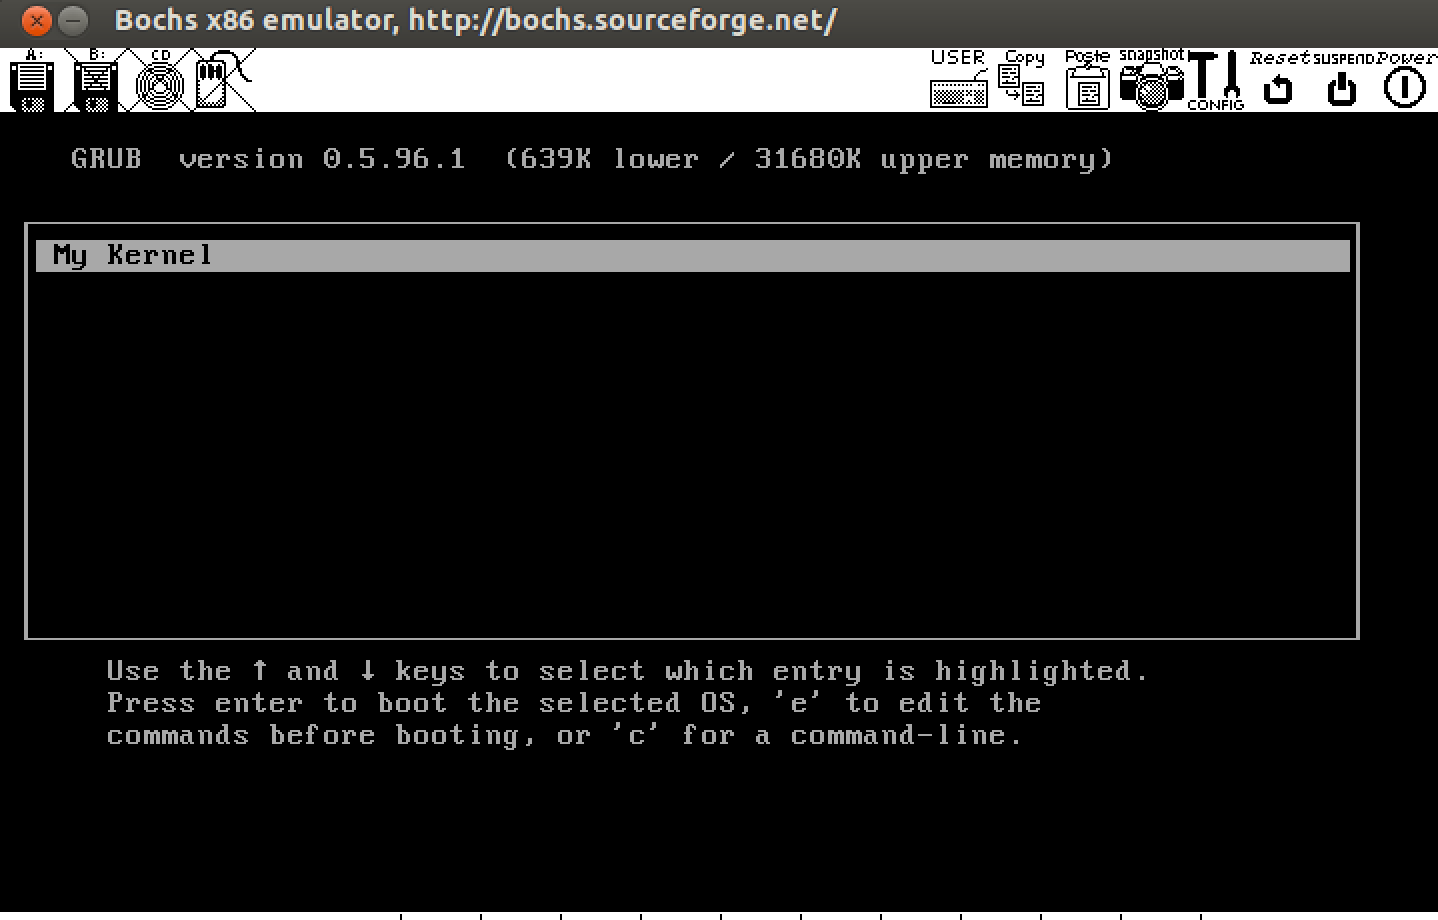 Bochs x86 emulator, http://bochs.sourceforge.net/
A: B: CD USER Copy Paste snapshot CONFIG Reset SUSPEND Power
GRUB version 0.5.96.1 (639K lower / 31680K upper memory)
My Kernel
Use the ↑ and ↓ keys to select which entry is highlighted.
Press enter to boot the selected OS, 'e' to edit the
commands before booting, or 'c' for a command-line.